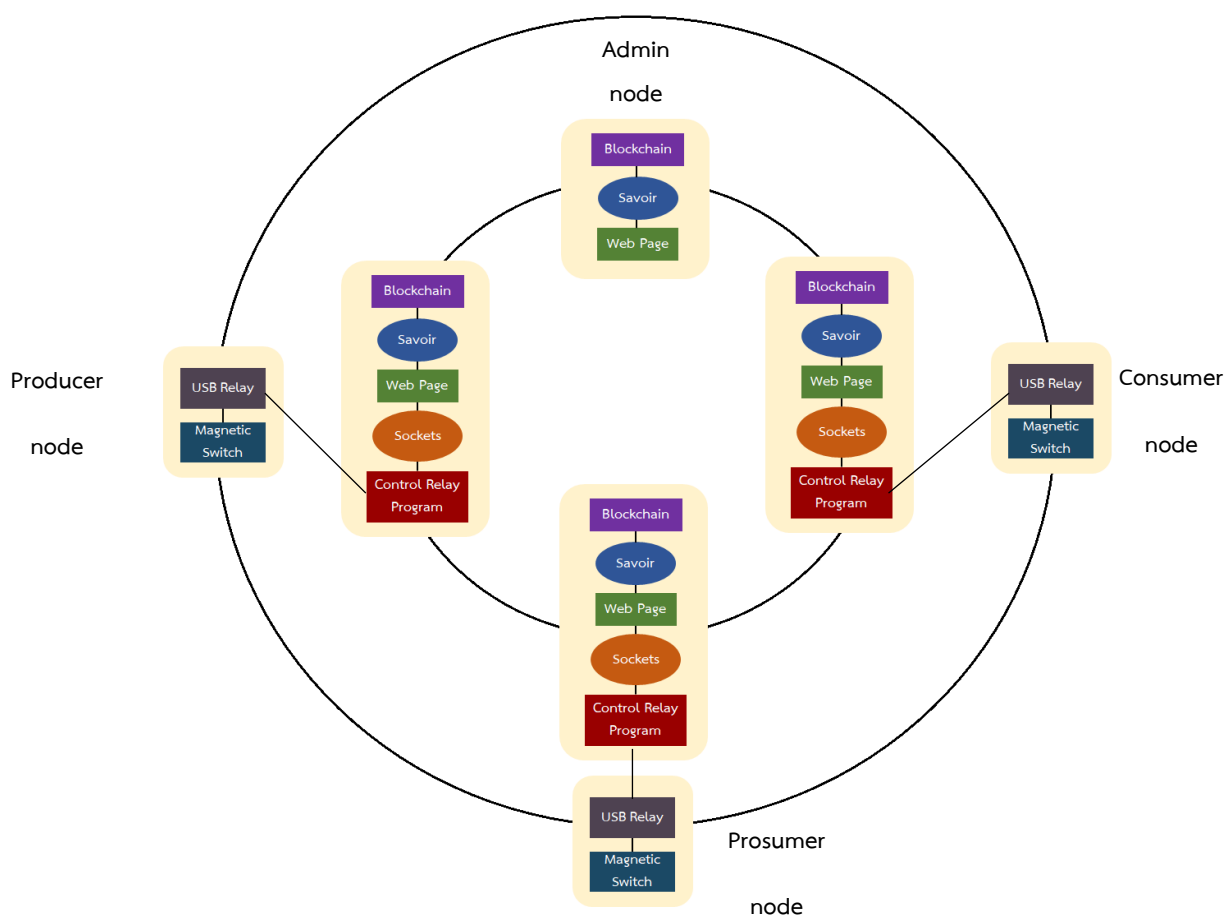 Admin
node
Blockchain
Savoir
Web Page
Producer
node
USB Relay
Magnetic
Switch
Blockchain
Savoir
Web Page
Sockets
Control Relay
Program
Blockchain
Savoir
Web Page
Sockets
Control Relay
Program
USB Relay
Magnetic
Switch
Consumer
node
Blockchain
Savoir
Web Page
Sockets
Control Relay
Program
USB Relay
Magnetic
Switch
Prosumer
node